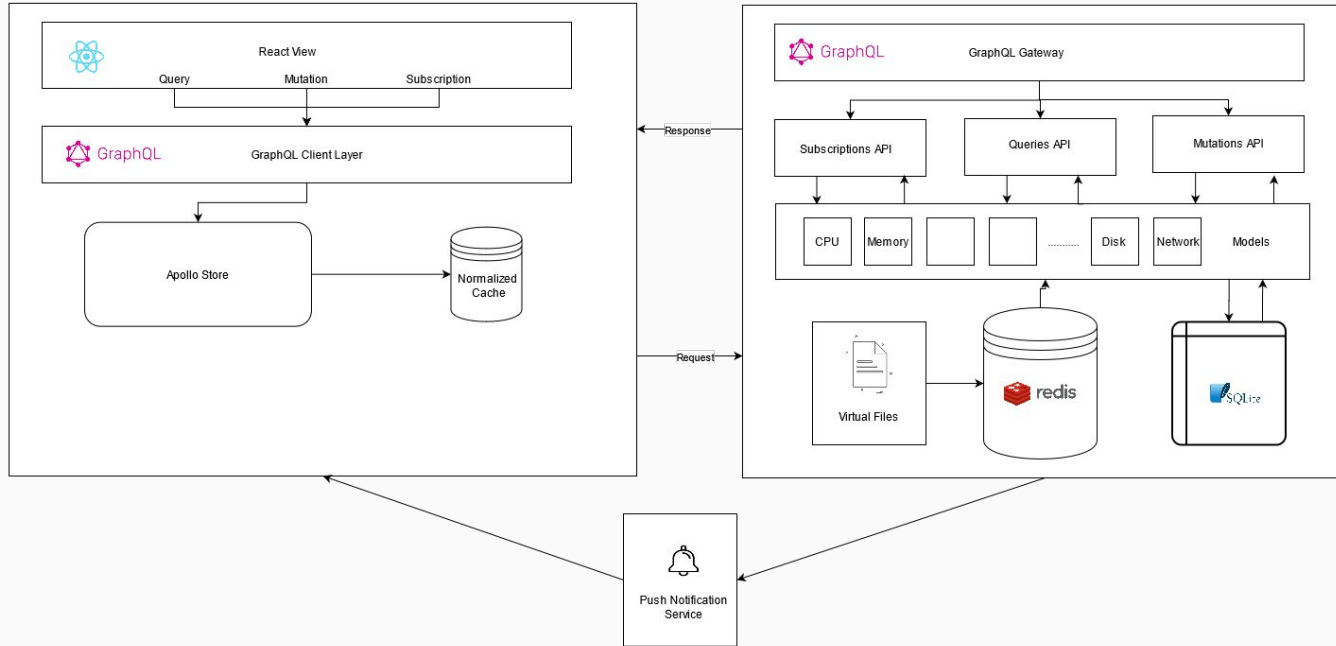 React View
Query Mutation Subscription
GraphQL
GraphQL Client Layer
Apollo Store
Normalized
Cache
Response
Request
GraphQL
GraphQL Gateway
Subscriptions API
Queries API
Mutations API
CPU Memory ........... Disk Network Models
Virtual Files
redis
SQLite
Push Notification
Service